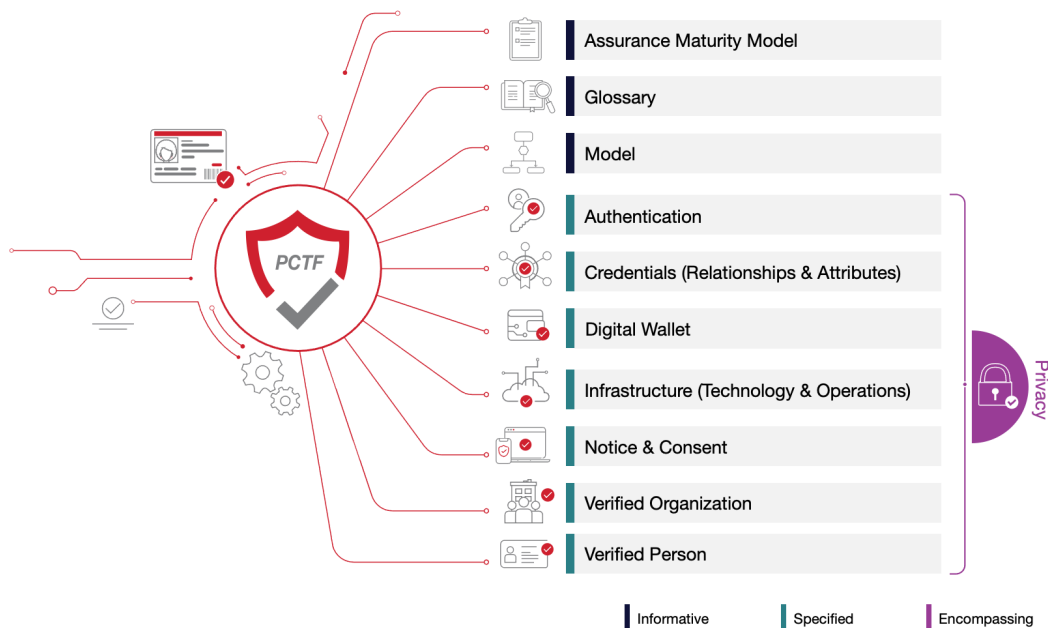 Assurance Maturity Model
Glossary
Model
Authentication
PCTF
Credentials (Relationships & Attributes)
Digital Wallet
Infrastructure (Technology & Operations)
Privacy
Notice & Consent
Verified Organization
Verified Person
Informative
Specified
Encompassing